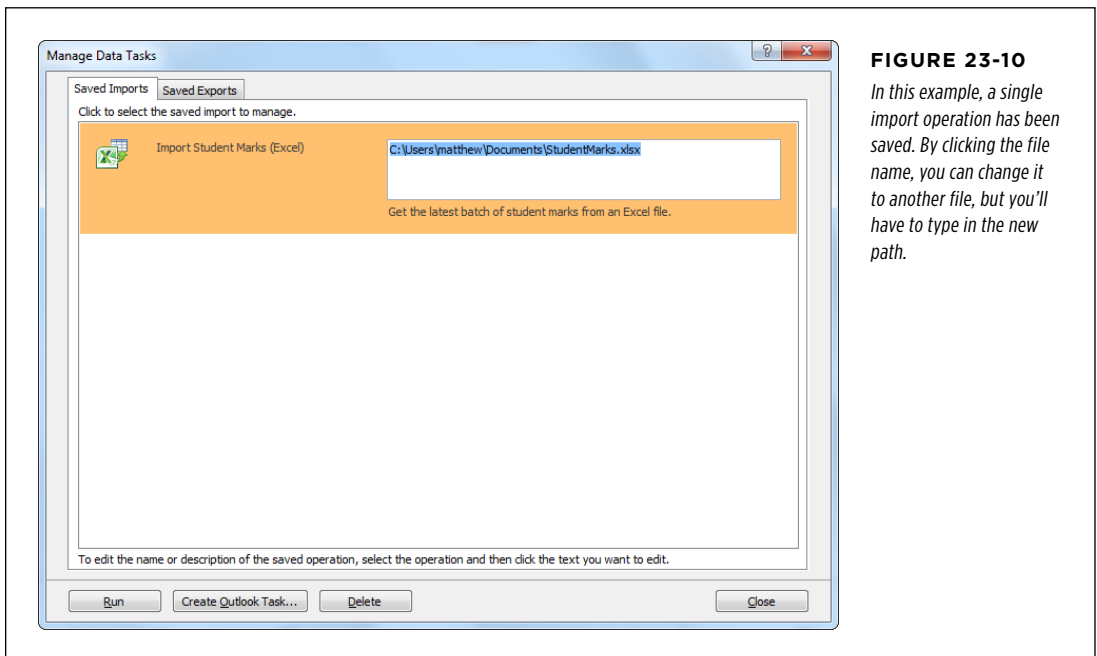 Manage Data Tasks
?
X
Saved Imports
Saved Exports
Click to select the saved import to manage.
Import Student Marks (Excel)
C:\Users\matthew\Documents\StudentMarks.xlsx
Get the latest batch of student marks from an Excel file.
To edit the name or description of the saved operation, select the operation and then click the text you want to edit.
Run
Create Outlook Task...
Delete
Close
FIGURE 23-10
In this example, a single
import operation has been
saved. By clicking the file
name, you can change it
to another file, but you’ll
have to type in the new
path.